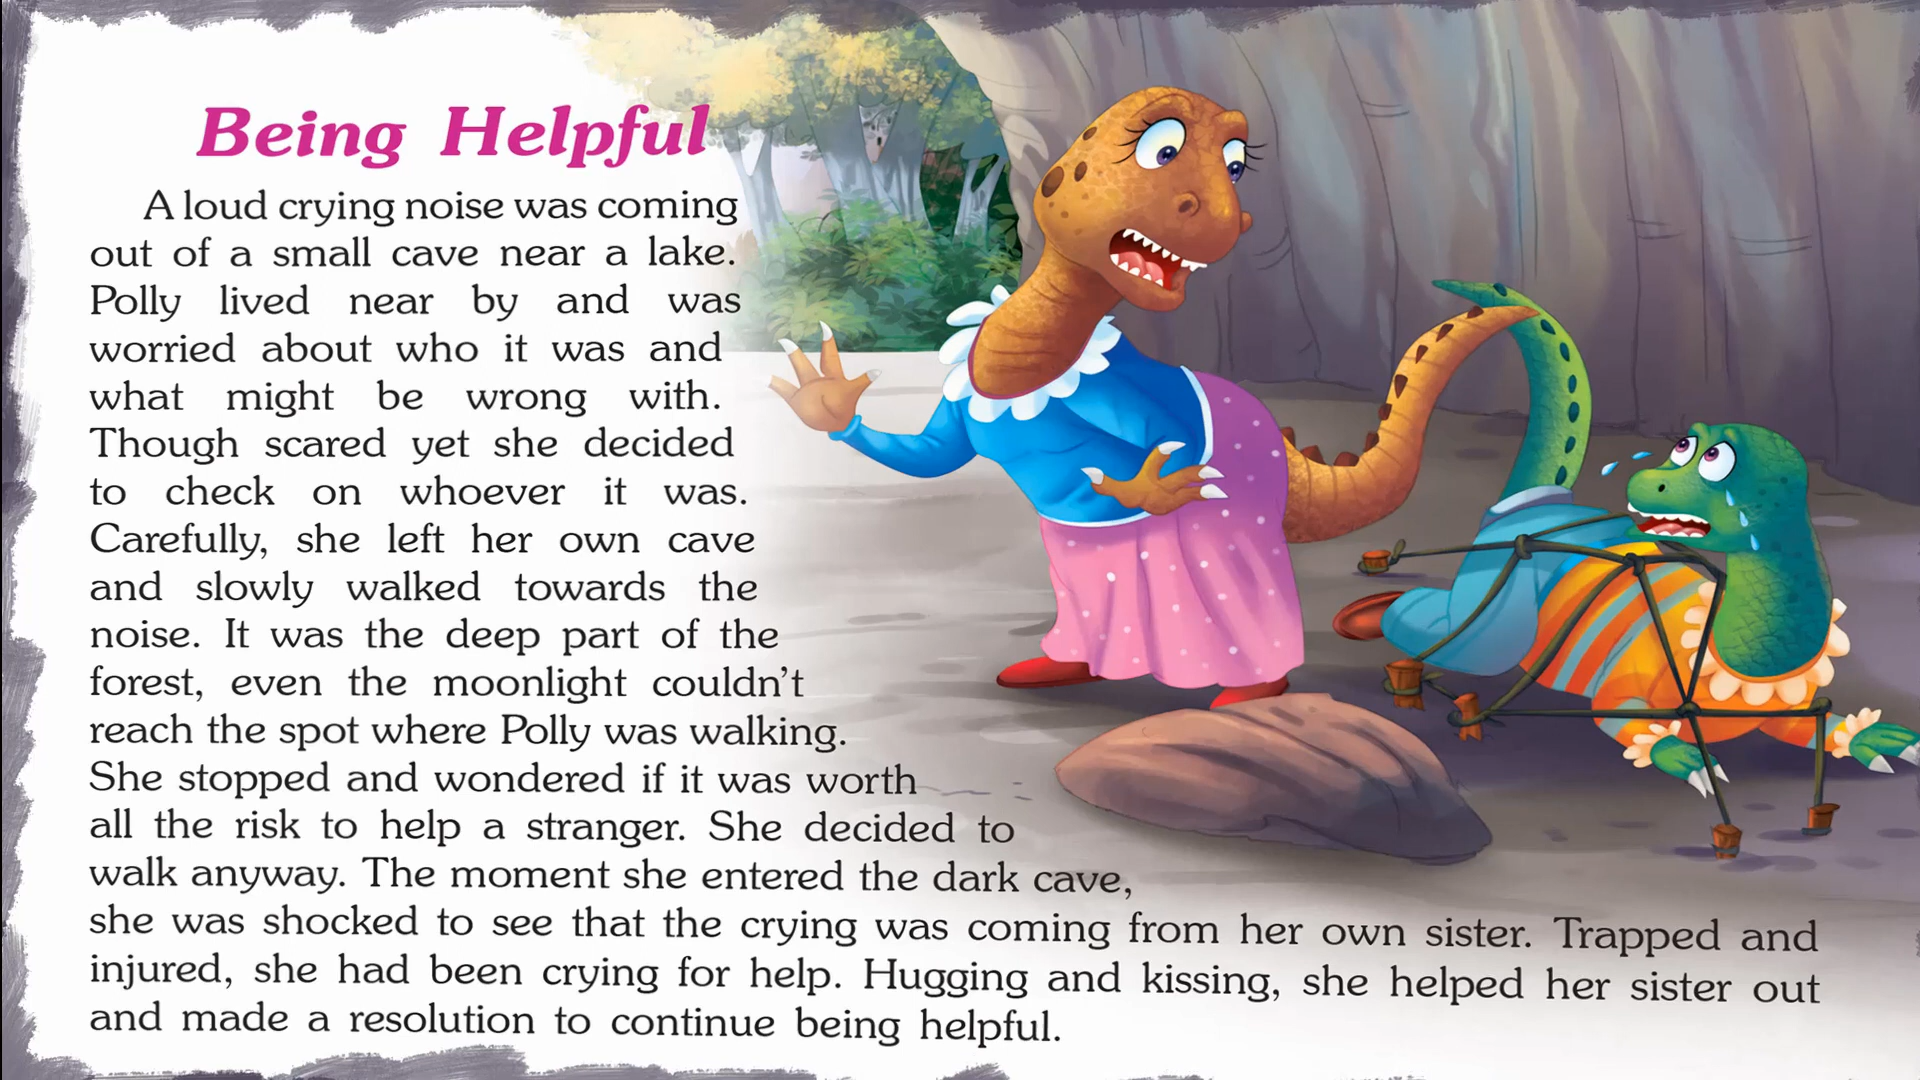 Being Helpful
A loud crying noise was coming
out of a small cave near a lake.
Polly lived near by and was
worried about who it was and
what might be wrong with.
Though scared yet she decided
to check on whoever it was.
Carefully, she left her own cave
and slowly walked towards the
noise. It was the deep part of the
forest, even the moonlight couldn't
reach the spot where Polly was walking.
She stopped and wondered if it was worth
all the risk to help a stranger. She decided to
walk anyway. The moment she entered the dark cave,
she was shocked to see that the crying was coming from her own sister. Trapped and
injured, she had been crying for help. Hugging and kissing, she helped her sister out
and made a resolution to continue being helpful.